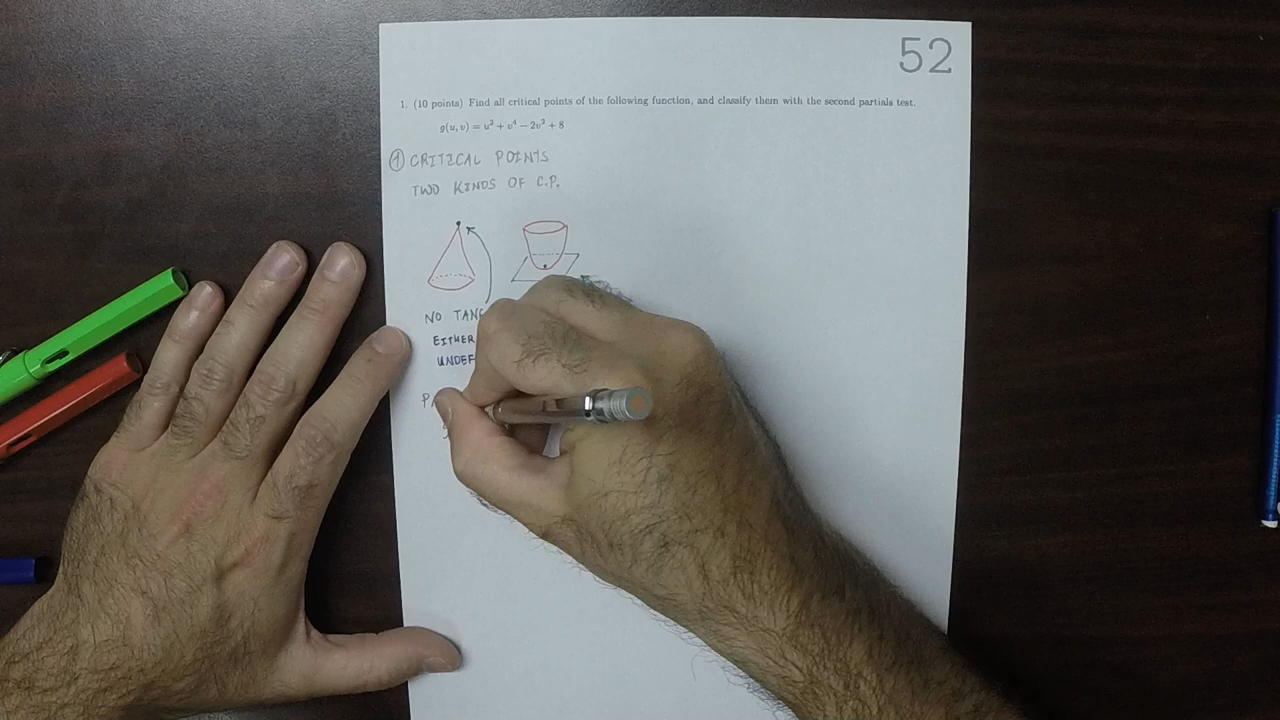 52
1. (10 points) Find all critical points of the following function, and classify them with the second partials test.
g(u, v) = u² + v⁴ − 2v³ + 8
① CRITICAL POINTS
TWO KINDS OF C.P.
NO TANG
EITHER
UNDEF